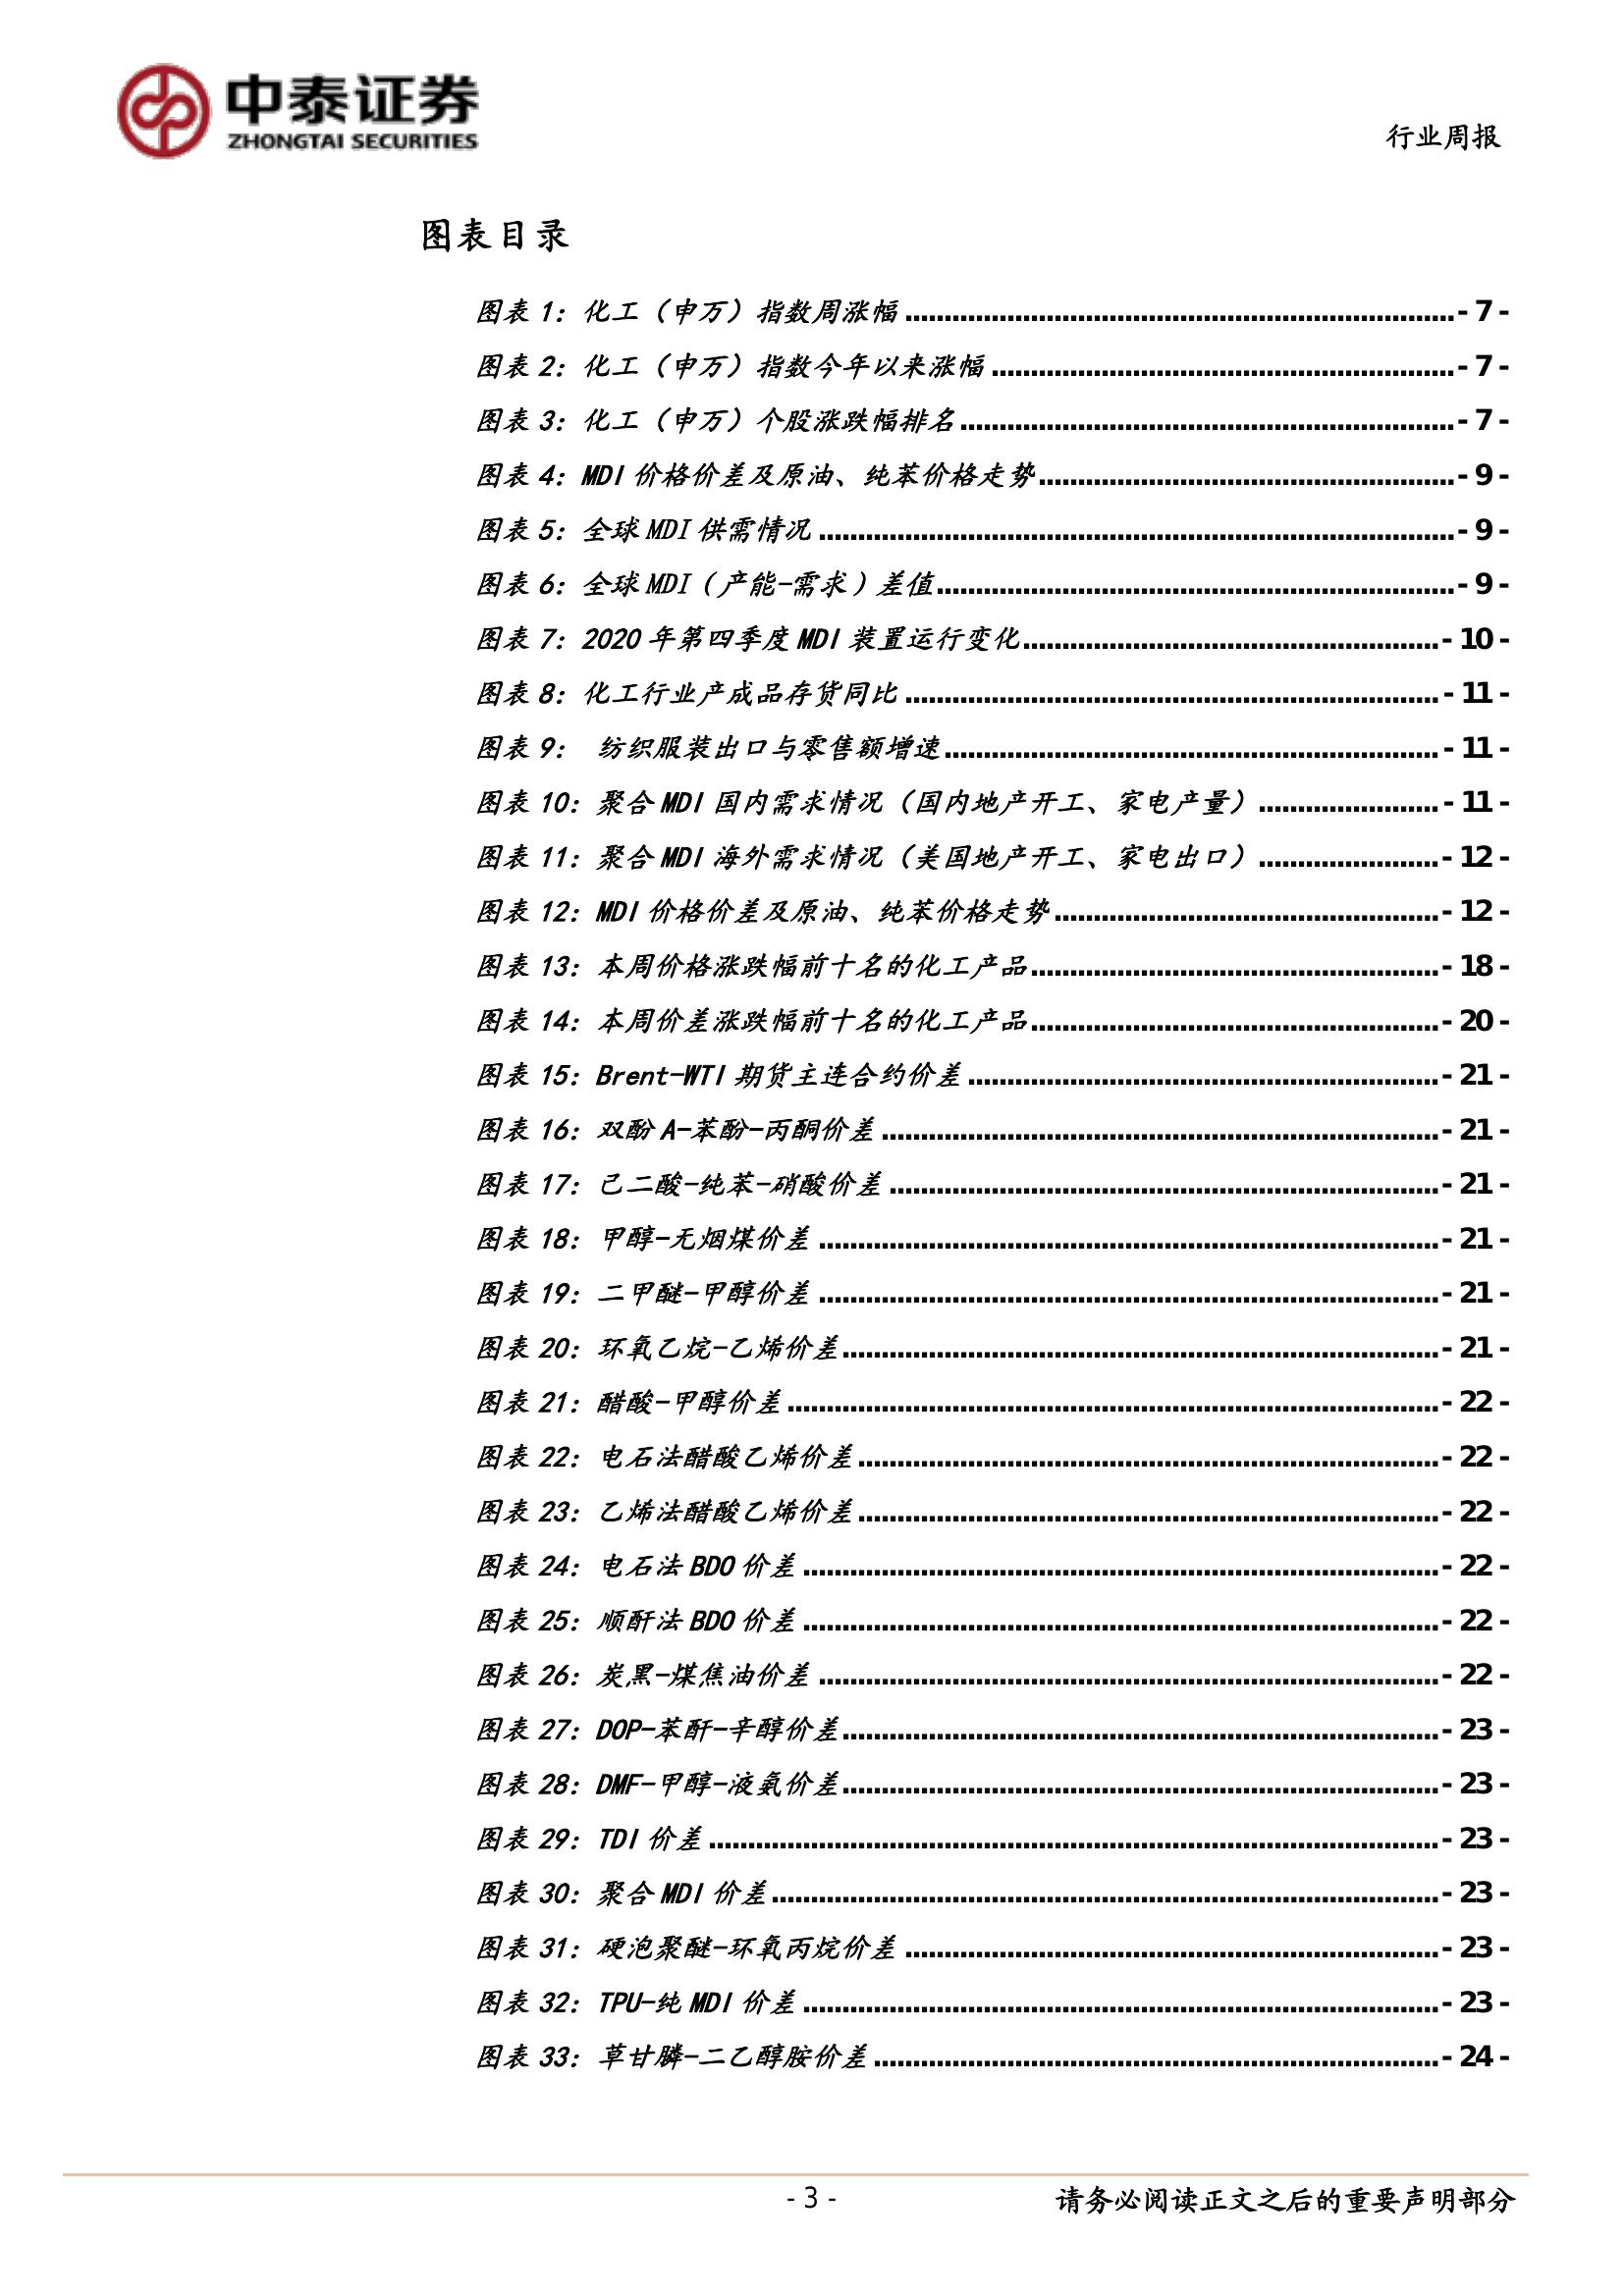 中泰证券
ZHONGTAI SECURITIES
行业周报
图表目录
图表 1：化工（申万）指数周涨幅 - 7 -
图表 2：化工（申万）指数今年以来涨幅 - 7 -
图表 3：化工（申万）个股涨跌幅排名 - 7 -
图表 4：MDI 价格价差及原油、纯苯价格走势 - 9 -
图表 5：全球 MDI 供需情况 - 9 -
图表 6：全球 MDI（产能-需求）差值 - 9 -
图表 7：2020 年第四季度 MDI 装置运行变化 - 10 -
图表 8：化工行业产成品存货同比 - 11 -
图表 9： 纺织服装出口与零售额增速 - 11 -
图表 10：聚合 MDI 国内需求情况（国内地产开工、家电产量） - 11 -
图表 11：聚合 MDI 海外需求情况（美国地产开工、家电出口） - 12 -
图表 12：MDI 价格价差及原油、纯苯价格走势 - 12 -
图表 13：本周价格涨跌幅前十名的化工产品 - 18 -
图表 14：本周价差涨跌幅前十名的化工产品 - 20 -
图表 15：Brent-WTI 期货主连合约价差 - 21 -
图表 16：双酚 A-苯酚-丙酮价差 - 21 -
图表 17：己二酸-纯苯-硝酸价差 - 21 -
图表 18：甲醇-无烟煤价差 - 21 -
图表 19：二甲醚-甲醇价差 - 21 -
图表 20：环氧乙烷-乙烯价差 - 21 -
图表 21：醋酸-甲醇价差 - 22 -
图表 22：电石法醋酸乙烯价差 - 22 -
图表 23：乙烯法醋酸乙烯价差 - 22 -
图表 24：电石法 BDO 价差 - 22 -
图表 25：顺酐法 BDO 价差 - 22 -
图表 26：炭黑-煤焦油价差 - 22 -
图表 27：DOP-苯酐-辛醇价差 - 23 -
图表 28：DMF-甲醇-液氨价差 - 23 -
图表 29：TDI 价差 - 23 -
图表 30：聚合 MDI 价差 - 23 -
图表 31：硬泡聚醚-环氧丙烷价差 - 23 -
图表 32：TPU-纯 MDI 价差 - 23 -
图表 33：草甘膦-二乙醇胺价差 - 24 -
- 3 -
请务必阅读正文之后的重要声明部分